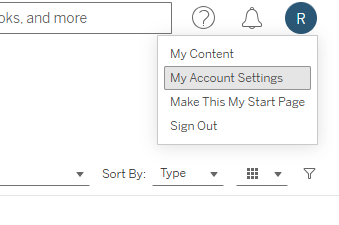 oks, and more
R
My Content
My Account Settings
Make This My Start Page
Sign Out
Sort By: Type